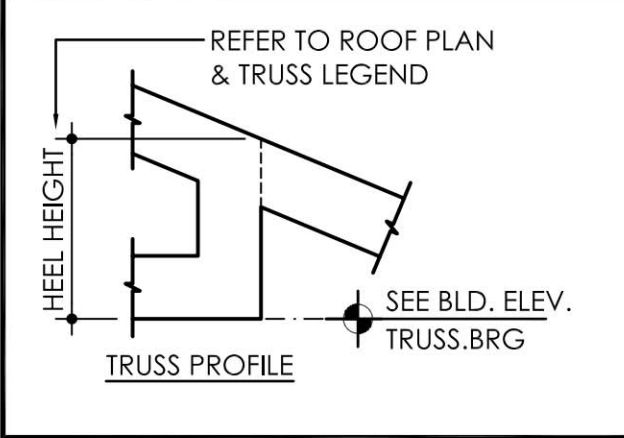 REFER TO ROOF PLAN
& TRUSS LEGEND
HEEL HEIGHT
SEE BLD. ELEV.
TRUSS.BRG
TRUSS PROFILE